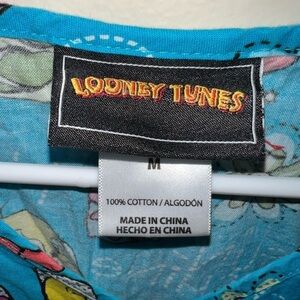 LOONEY TUNES
M
100% COTTON / ALGODÓN
MADE IN CHINA
HECHO EN CHINA